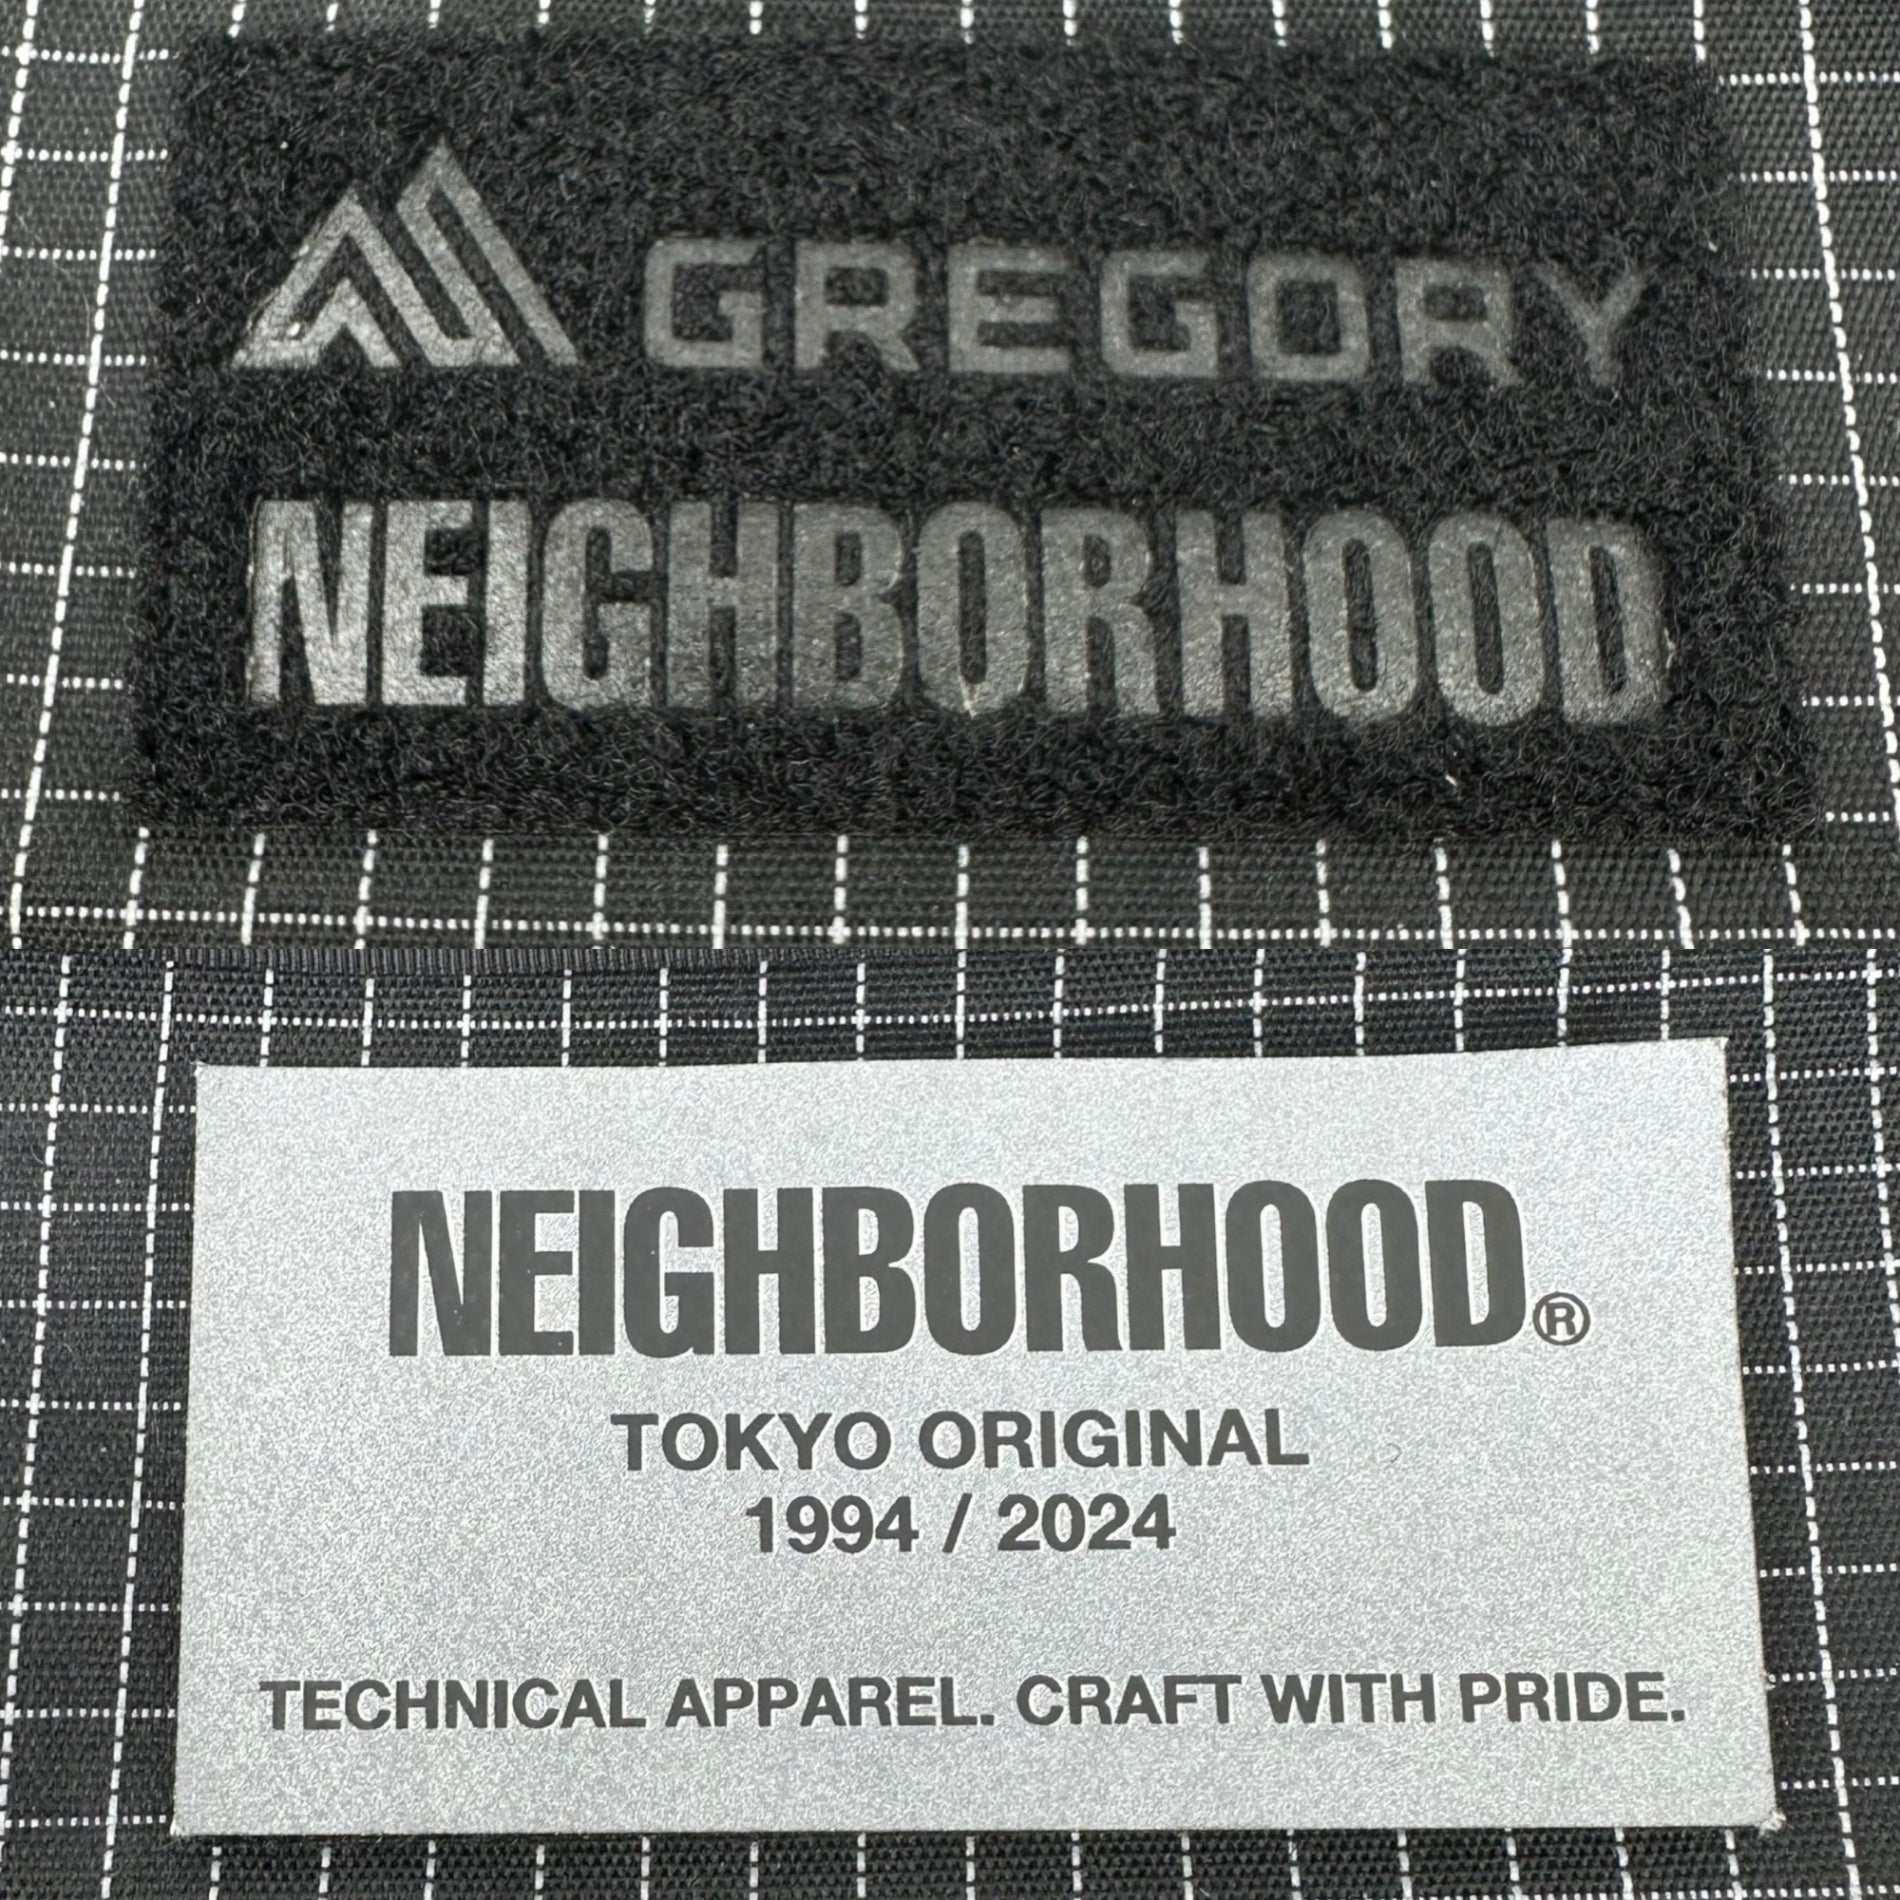 GREGORY
NEIGHBORHOOD
NEIGHBORHOOD®
TOKYO ORIGINAL
1994 / 2024
TECHNICAL APPAREL. CRAFT WITH PRIDE.